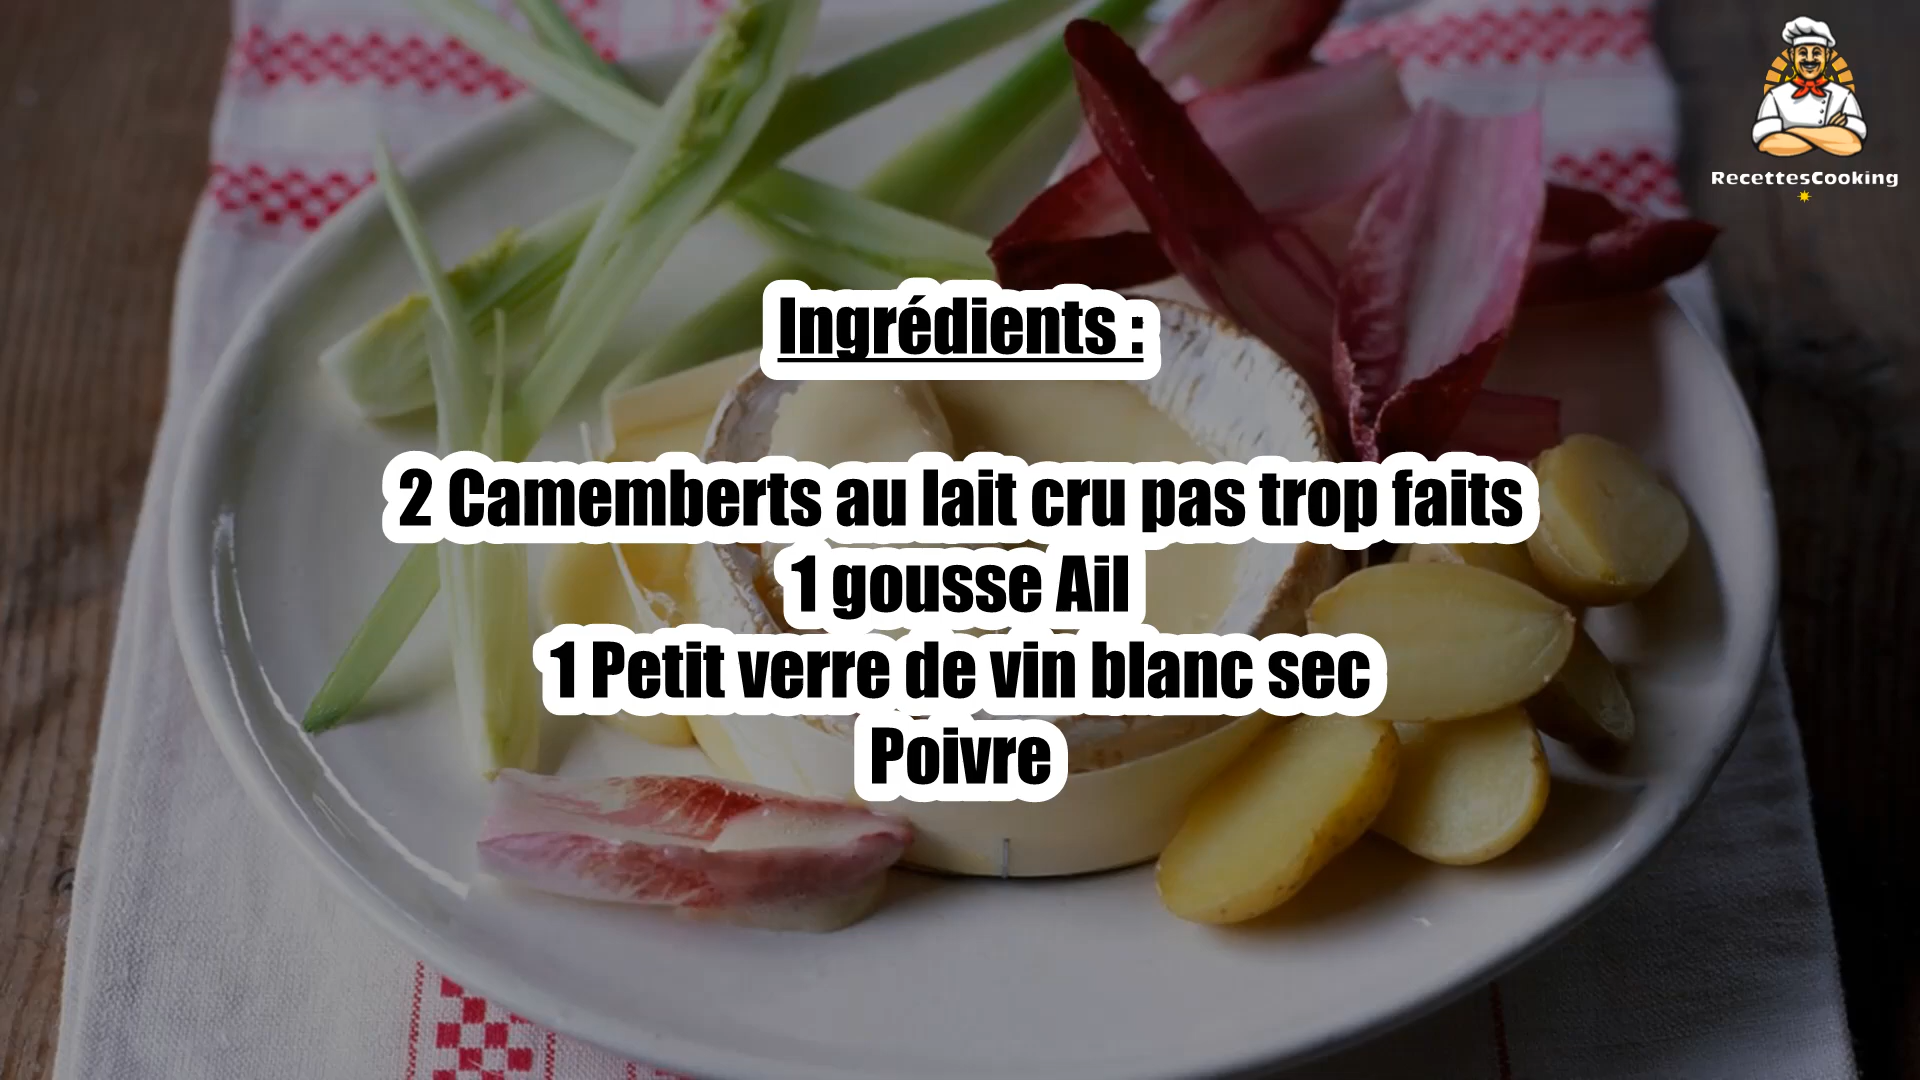 RecettesCooking
Ingrédients :
2 Camemberts au lait cru pas trop faits
1 gousse Ail
1 Petit verre de vin blanc sec
Poivre